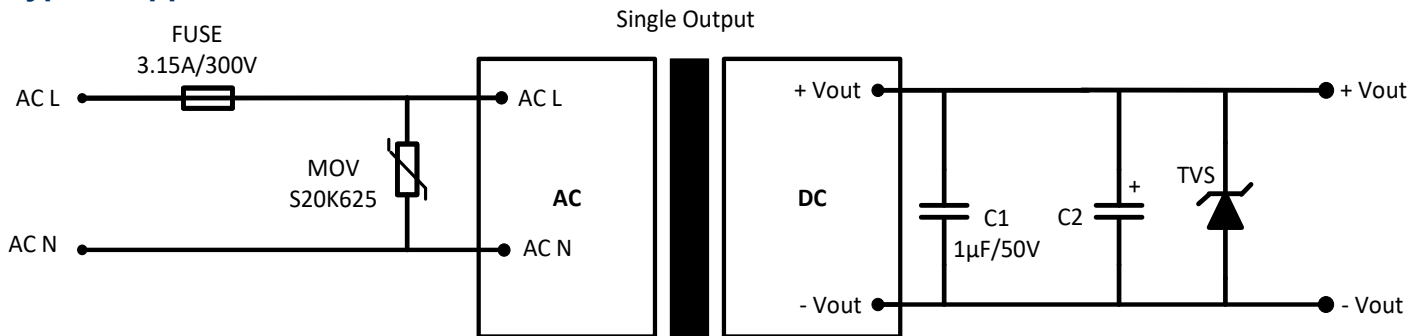 Single Output
FUSE
3.15A/300V
AC L
AC L
MOV
S20K625
AC N
AC N
AC
DC
+ Vout
+ Vout
C1
1µF/50V
C2
+
TVS
- Vout
- Vout